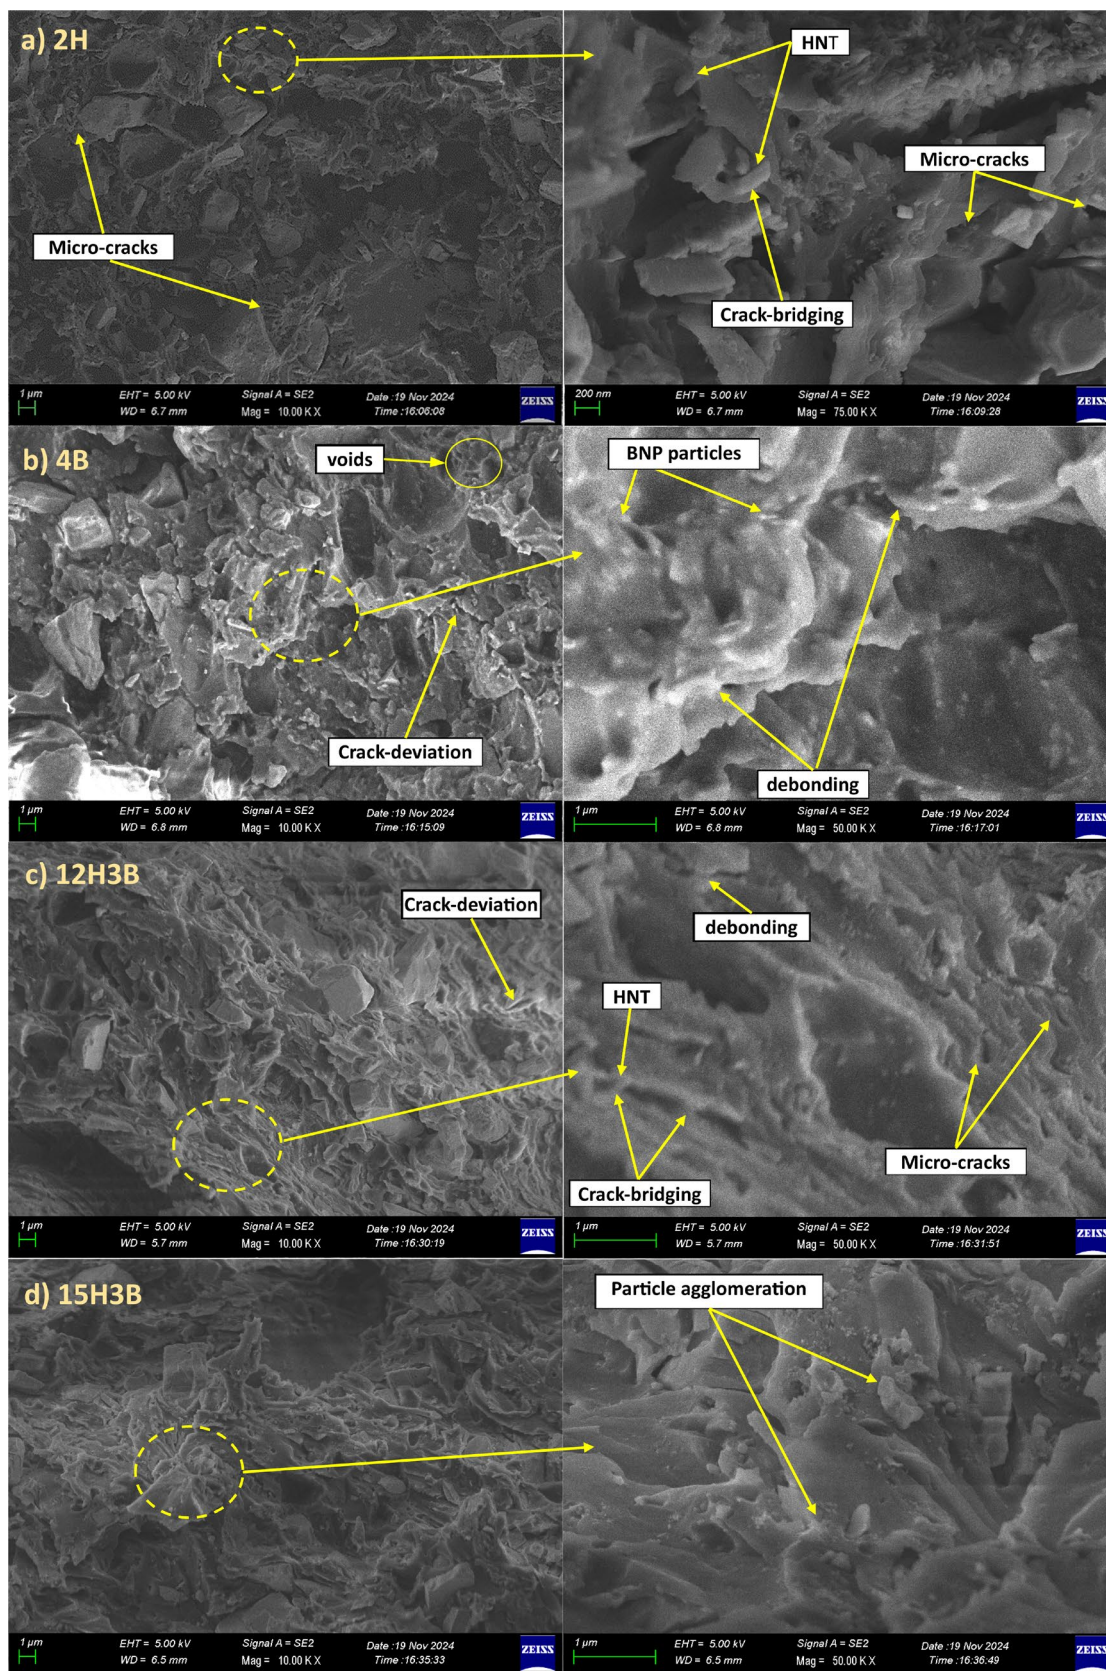 a) 2H
HNT
Micro-cracks
Micro-cracks
Crack-bridging
1 µm
EHT = 5.00 kV
Signal A = SE2
Date :19 Nov 2024
WD = 6.7 mm
Mag = 10.00 K X
Time :16:06:08
ZEISS
200 nm
EHT = 5.00 kV
Signal A = SE2
Date :19 Nov 2024
WD = 6.7 mm
Mag = 75.00 K X
Time :16:09:28
ZEISS
b) 4B
voids
BNP particles
Crack-deviation
debonding
1 µm
EHT = 5.00 kV
Signal A = SE2
Date :19 Nov 2024
WD = 6.8 mm
Mag = 10.00 K X
Time :16:15:09
ZEISS
1 µm
EHT = 5.00 kV
Signal A = SE2
Date :19 Nov 2024
WD = 6.8 mm
Mag = 50.00 K X
Time :16:17:01
ZEISS
c) 12H3B
Crack-deviation
debonding
HNT
Crack-bridging
Micro-cracks
1 µm
EHT = 5.00 kV
Signal A = SE2
Date :19 Nov 2024
WD = 5.7 mm
Mag = 10.00 K X
Time :16:30:19
ZEISS
1 µm
EHT = 5.00 kV
Signal A = SE2
Date :19 Nov 2024
WD = 5.7 mm
Mag = 50.00 K X
Time :16:31:51
ZEISS
d) 15H3B
Particle agglomeration
1 µm
EHT = 5.00 kV
Signal A = SE2
Date :19 Nov 2024
WD = 6.5 mm
Mag = 10.00 K X
Time :16:35:33
ZEISS
1 µm
EHT = 5.00 kV
Signal A = SE2
Date :19 Nov 2024
WD = 6.5 mm
Mag = 50.00 K X
Time :16:36:49
ZEISS